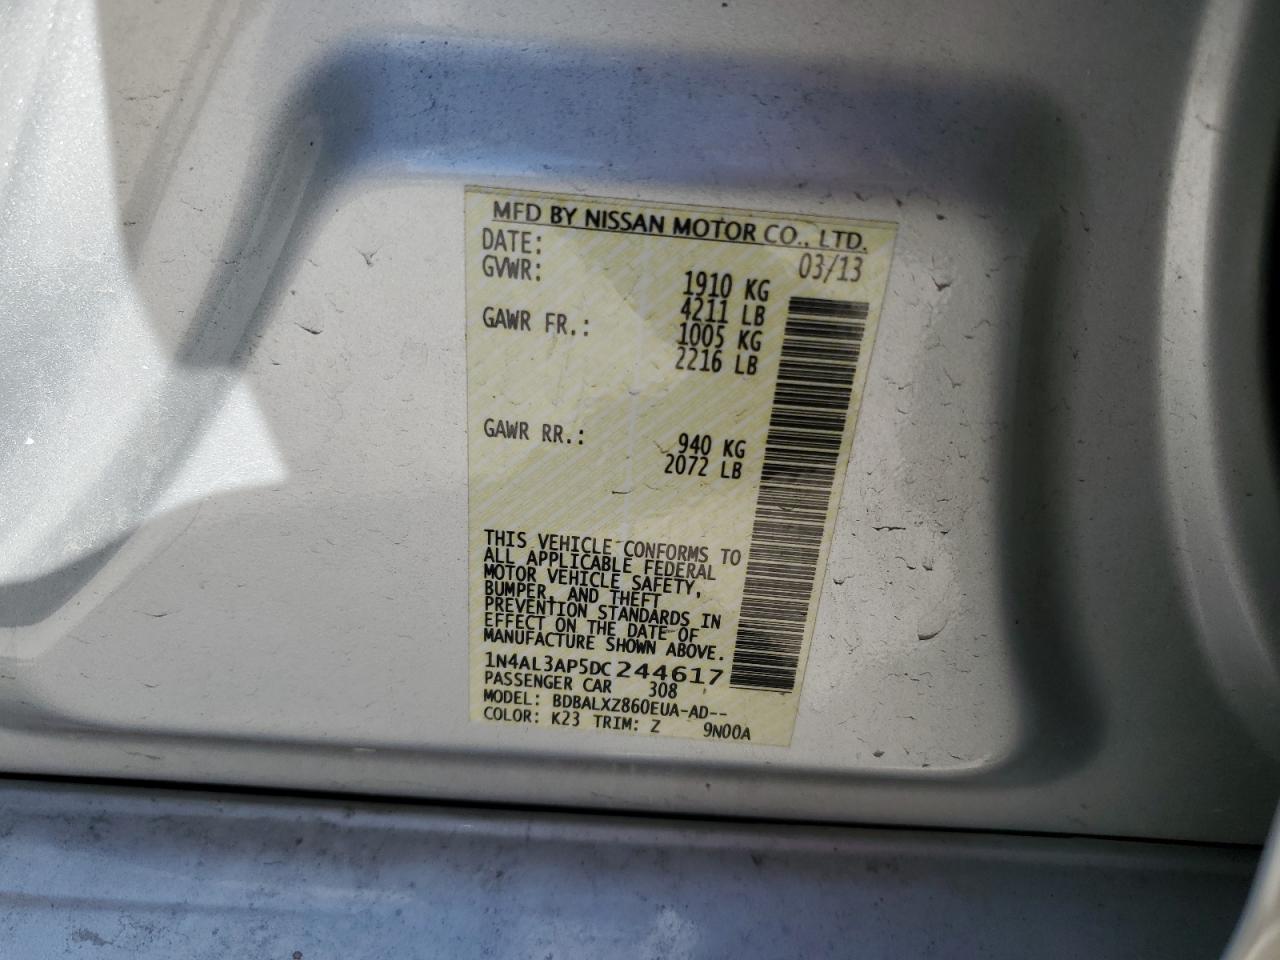 MFD BY NISSAN MOTOR CO., LTD.
DATE: 03/13
GVWR: 1910 KG
4211 LB
GAWR FR.: 1005 KG
2216 LB
GAWR RR.: 940 KG
2072 LB
THIS VEHICLE CONFORMS TO
ALL APPLICABLE FEDERAL
MOTOR VEHICLE SAFETY,
BUMPER, AND THEFT
PREVENTION STANDARDS IN
EFFECT ON THE DATE OF
MANUFACTURE SHOWN ABOVE.
1N4AL3AP5DC244617
PASSENGER CAR 308
MODEL: BDBALXZ860EUA-AD--
COLOR: K23 TRIM: Z 9N00A